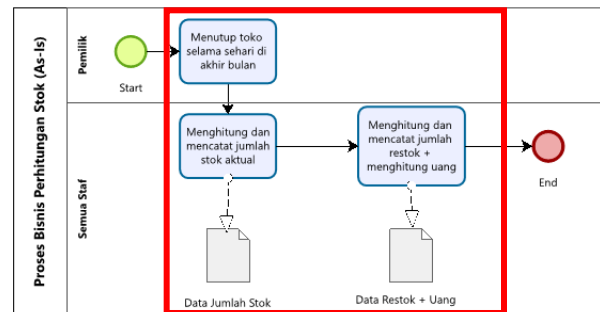 Proses Bisnis Perhitungan Stok (As-Is)
Pemilik
Start
Menutup toko
selama sehari di
akhir bulan
Semua Staf
Menghitung dan
mencatat jumlah
stok aktual
Menghitung dan
mencatat jumlah
restok +
menghitung uang
End
Data Jumlah Stok
Data Restok + Uang